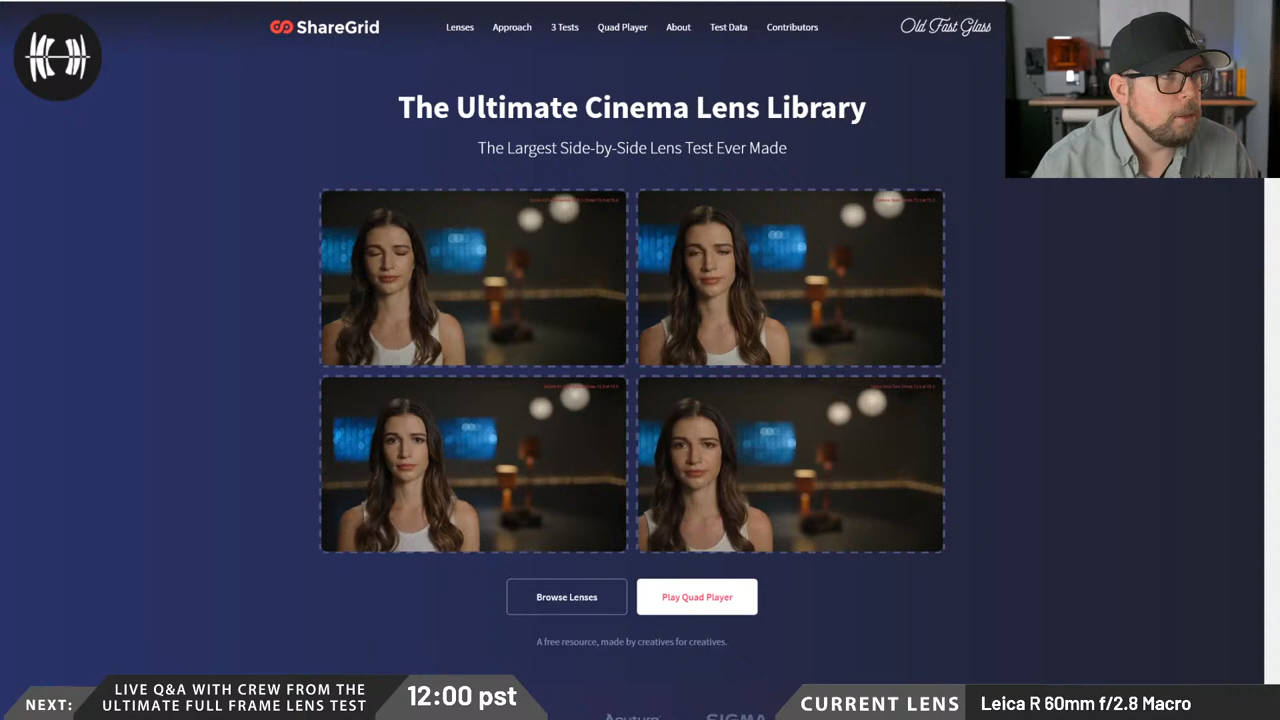 ShareGrid
Lenses Approach 3 Tests Quad Player About Test Data Contributors
Old Fast Glass
The Ultimate Cinema Lens Library
The Largest Side-by-Side Lens Test Ever Made
Browse Lenses
Play Quad Player
A free resource, made by creatives for creatives.
NEXT:
LIVE Q&A WITH CREW FROM THE
ULTIMATE FULL FRAME LENS TEST
12:00 pst
CURRENT LENS
Leica R 60mm f/2.8 Macro
Aputure SIGMA